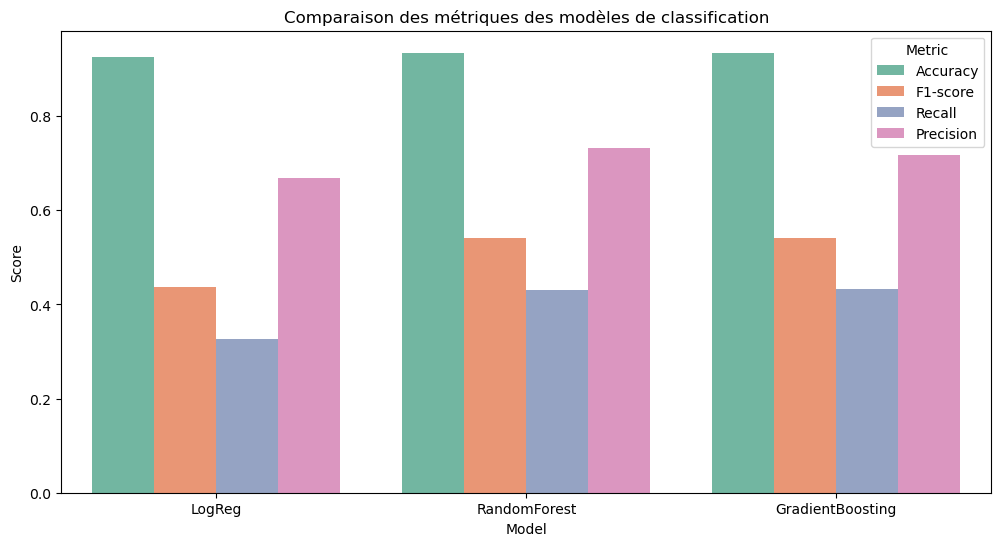 Comparaison des métriques des modèles de classification
Metric
Accuracy
F1-score
Recall
Precision
Score
0.8
0.6
0.4
0.2
0.0
LogReg
RandomForest
GradientBoosting
Model